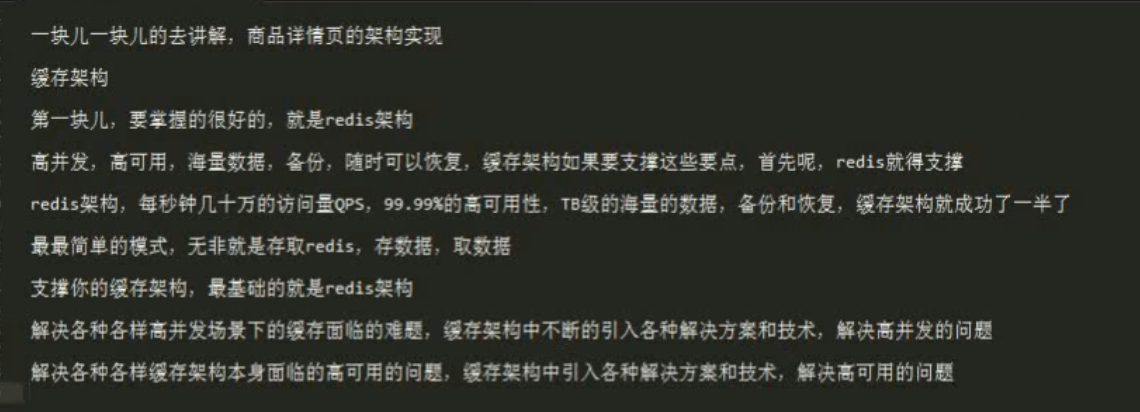 一块儿一块儿的去讲解，商品详情页的架构实现
缓存架构
第一块儿，要掌握的很好的，就是redis架构
高并发，高可用，海量数据，备份，随时可以恢复，缓存架构如果要支撑这些要点，首先呢，redis就得支撑
redis架构，每秒钟几十万的访问量QPS，99.99%的高可用性，TB级的海量的数据，备份和恢复，缓存架构就成功了一半了
最最简单的模式，无非就是存取redis，存数据，取数据
支撑你的缓存架构，最基础的就是redis架构
解决各种各样高并发场景下的缓存面临的难题，缓存架构中不断的引入各种解决方案和技术，解决高并发的问题
解决各种各样缓存架构本身面临的高可用的问题，缓存架构中引入各种解决方案和技术，解决高可用的问题